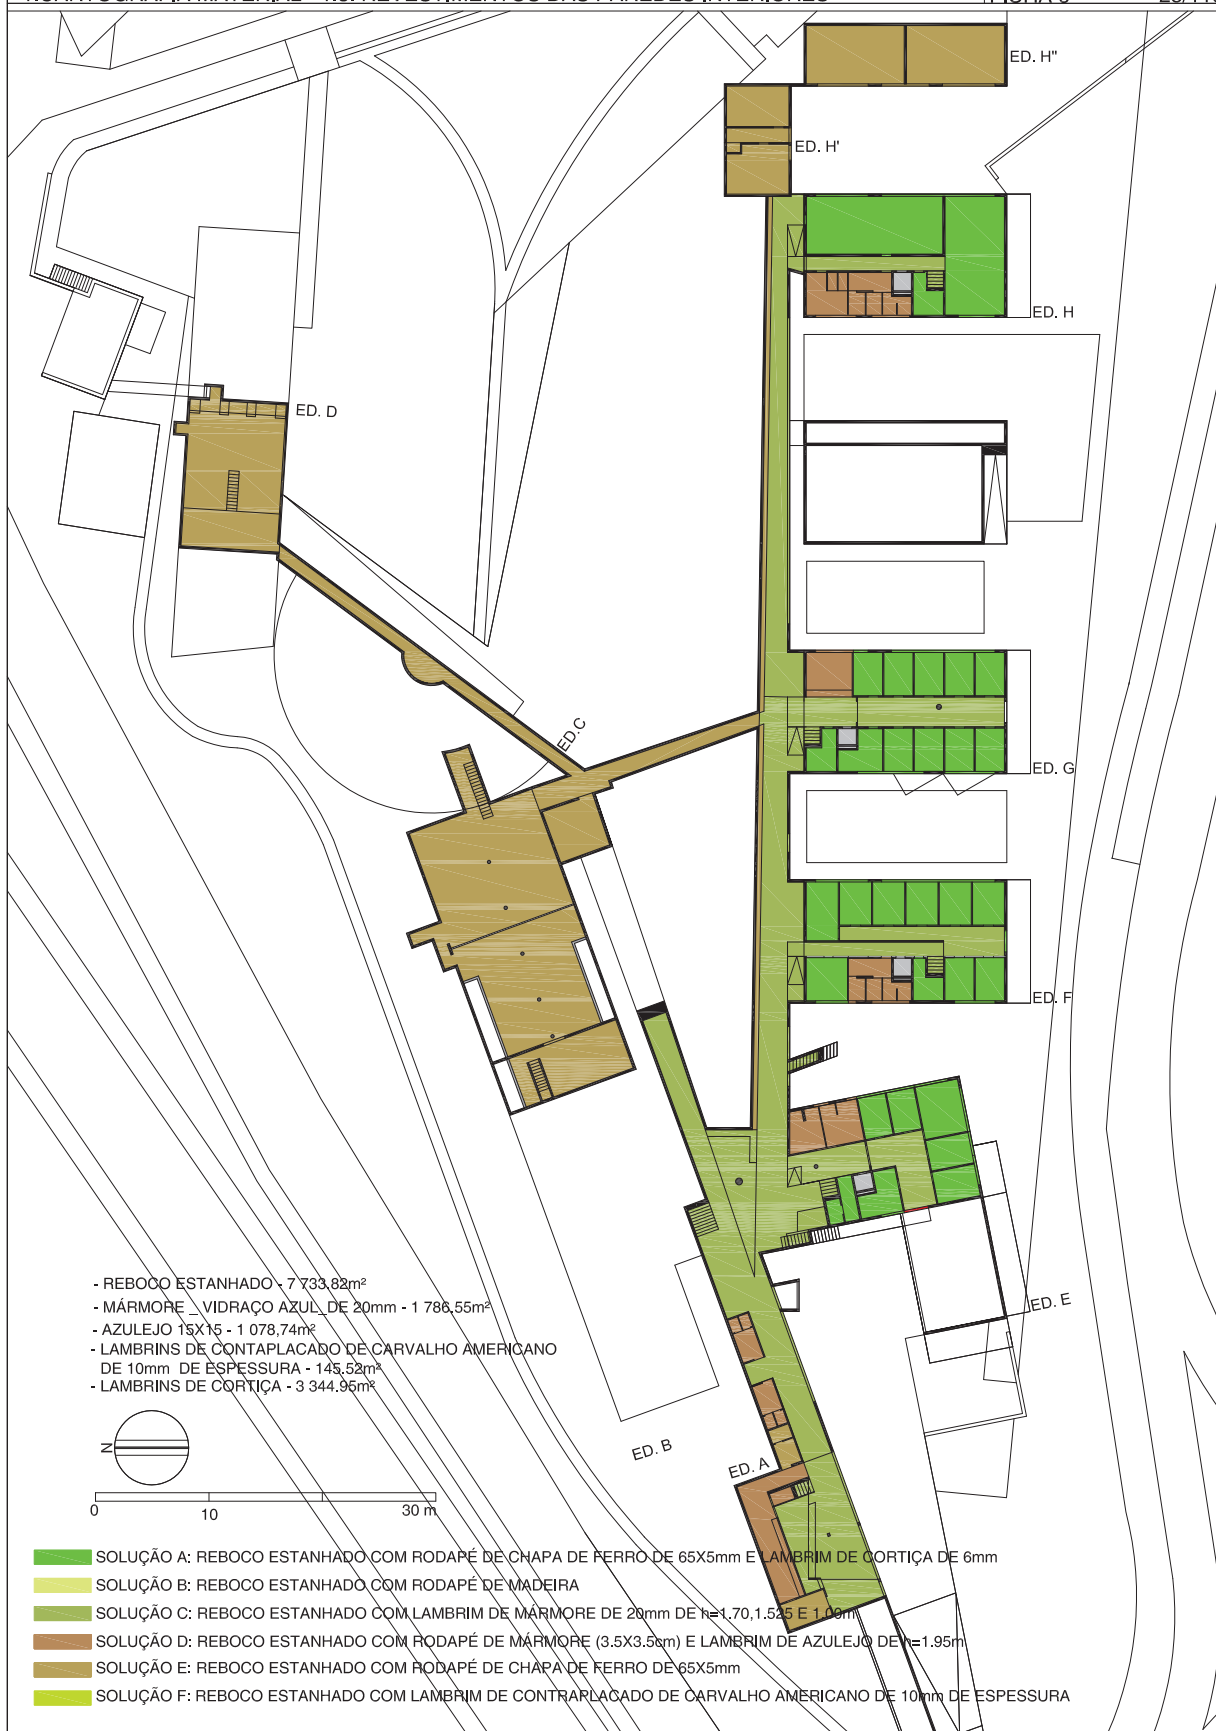 ED. H"
ED. H'
ED. H
ED. D
ED.C
ED. G
ED. F
ED. E
ED. B
ED. A
- REBOCO ESTANHADO - 7 733.82m²
- MÁRMORE _ VIDRAÇO AZUL_DE 20mm - 1 786,55m²
- AZULEJO 15X15 - 1 078,74m²
- LAMBRINS DE CONTAPLACADO DE CARVALHO AMERICANO
DE 10mm DE ESPESSURA - 145.52m²
- LAMBRINS DE CORTIÇA - 3 344.95m²
N
0 10 30 m
SOLUÇÃO A: REBOCO ESTANHADO COM RODAPÉ DE CHAPA DE FERRO DE 65X5mm E LAMBRIM DE CORTIÇA DE 6mm
SOLUÇÃO B: REBOCO ESTANHADO COM RODAPÉ DE MADEIRA
SOLUÇÃO C: REBOCO ESTANHADO COM LAMBRIM DE MÁRMORE DE 20mm DE h=1.70,1.525 E 1.00m
SOLUÇÃO D: REBOCO ESTANHADO COM RODAPÉ DE MÁRMORE (3.5X3.5cm) E LAMBRIM DE AZULEJO DE h=1.95m
SOLUÇÃO E: REBOCO ESTANHADO COM RODAPÉ DE CHAPA DE FERRO DE 65X5mm
SOLUÇÃO F: REBOCO ESTANHADO COM LAMBRIM DE CONTRAPLACADO DE CARVALHO AMERICANO DE 10mm DE ESPESSURA